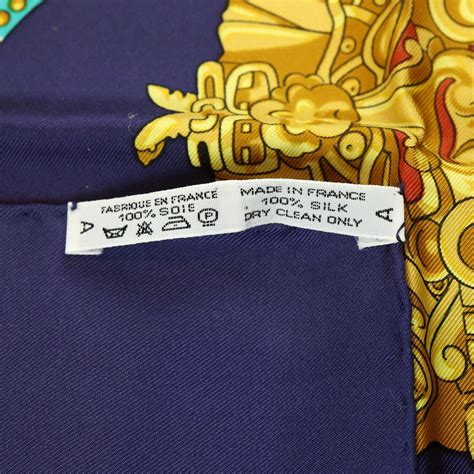 A
FABRIQUE EN FRANCE
100% SOIE
P
MADE IN FRANCE
100% SILK
DRY CLEAN ONLY
A